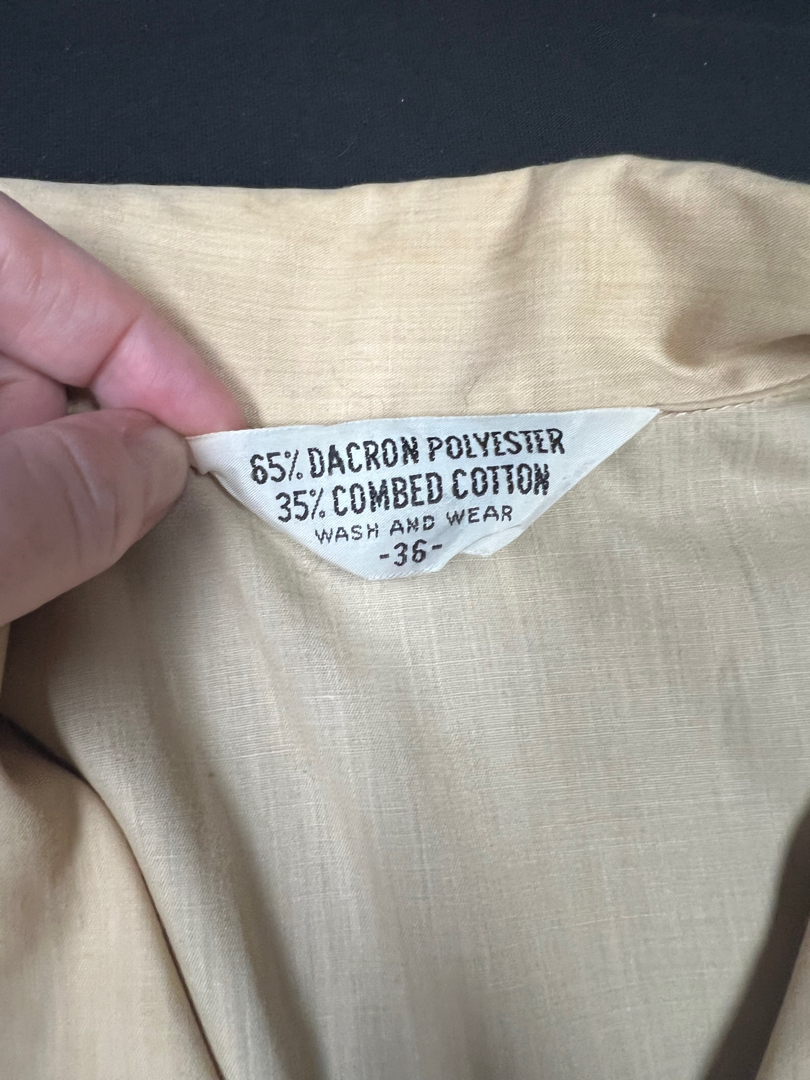 65% DACRON POLYESTER
35% COMBED COTTON
WASH AND WEAR
-36-